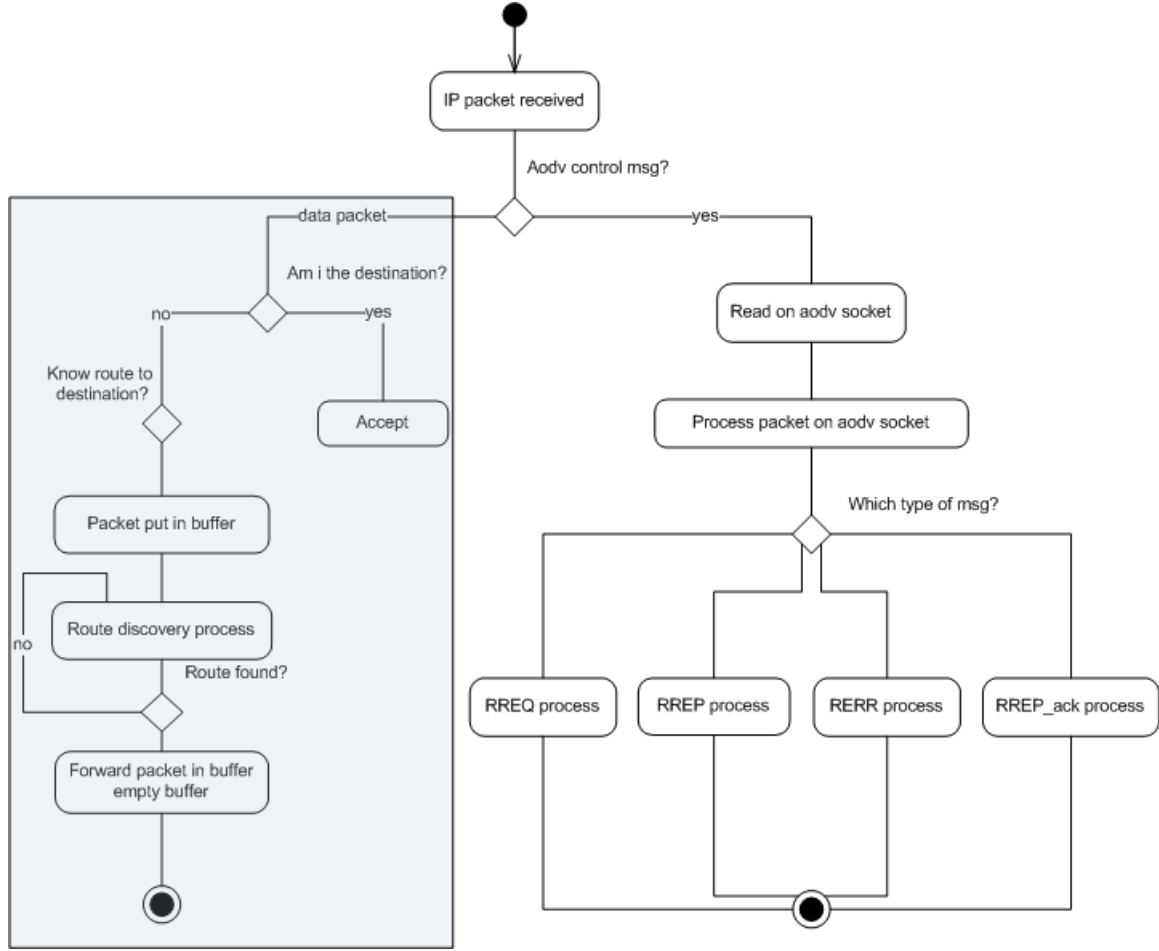 IP packet received
Aodv control msg?
data packet
yes
Am i the destination?
no
yes
Read on aodv socket
Know route to
destination?
Accept
Process packet on aodv socket
Which type of msg?
Packet put in buffer
Route discovery process
no
Route found?
RREQ process
RREP process
RERR process
RREP_ack process
Forward packet in buffer
empty buffer